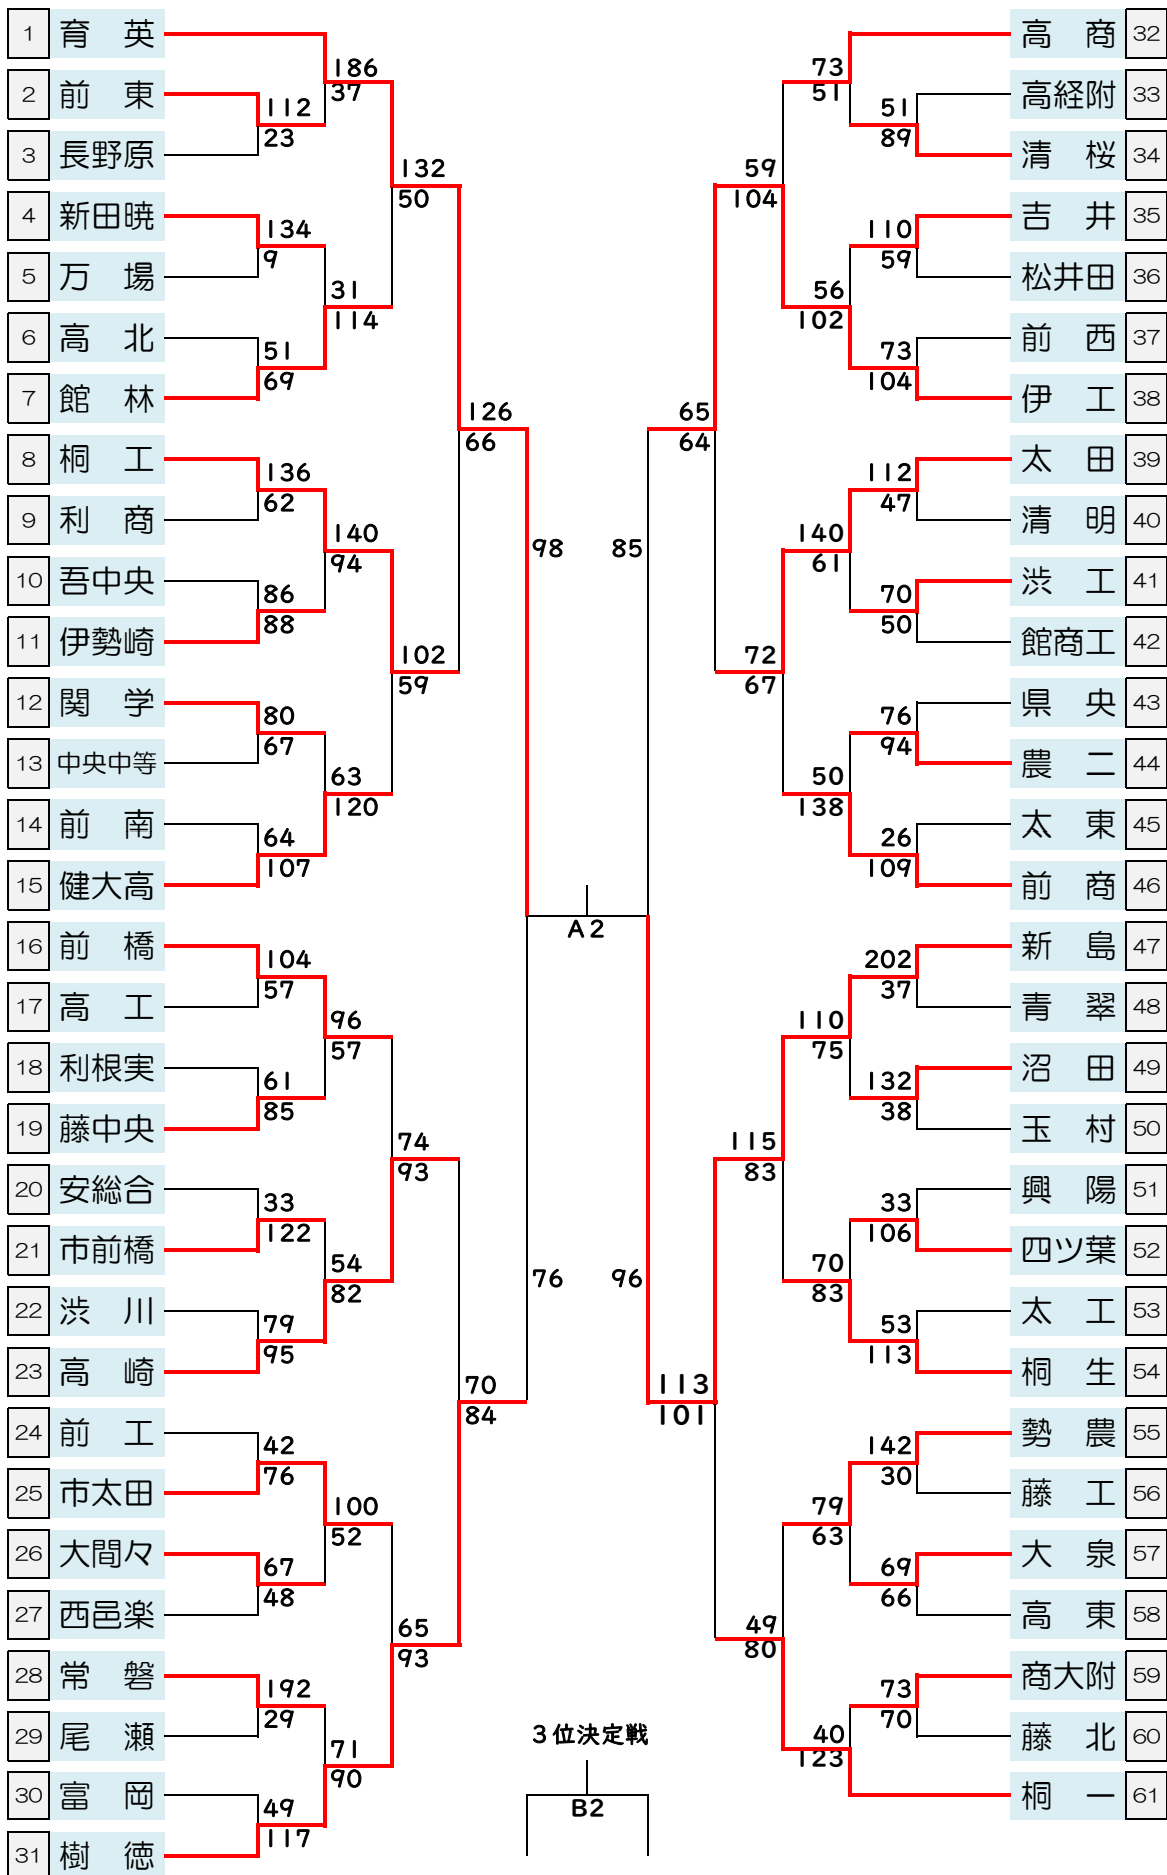 1 育英
2 前東
3 長野原
4 新田暁
5 万場
6 高北
7 館林
8 桐工
9 利商
10 吾中央
11 伊勢崎
12 関学
13 中央中等
14 前南
15 健大高
16 前橋
17 高工
18 利根実
19 藤中央
20 安総合
21 市前橋
22 渋川
23 高崎
24 前工
25 市太田
26 大間々
27 西邑楽
28 常磐
29 尾瀬
30 富岡
31 樹徳
112
23
134
9
51
69
136
62
86
88
80
67
64
107
104
57
61
85
33
122
79
95
42
76
67
48
192
29
49
117
186
37
31
114
140
94
63
120
96
57
54
82
100
52
71
90
132
50
102
59
74
93
65
93
126
66
70
84
98
76
A2
3位決定戦
B2
85
96
65
64
113
101
59
104
72
67
115
83
49
80
73
51
56
102
140
61
50
138
110
75
70
83
79
63
40
123
51
89
110
59
73
104
112
47
70
50
76
94
26
109
202
37
132
38
33
106
53
113
142
30
69
66
73
70
高商 32
高経附 33
清桜 34
吉井 35
松井田 36
前西 37
伊工 38
太田 39
清明 40
渋工 41
館商工 42
県央 43
農二 44
太東 45
前商 46
新島 47
青翠 48
沼田 49
玉村 50
興陽 51
四ツ葉 52
太工 53
桐生 54
勢農 55
藤工 56
大泉 57
高東 58
商大附 59
藤北 60
桐一 61